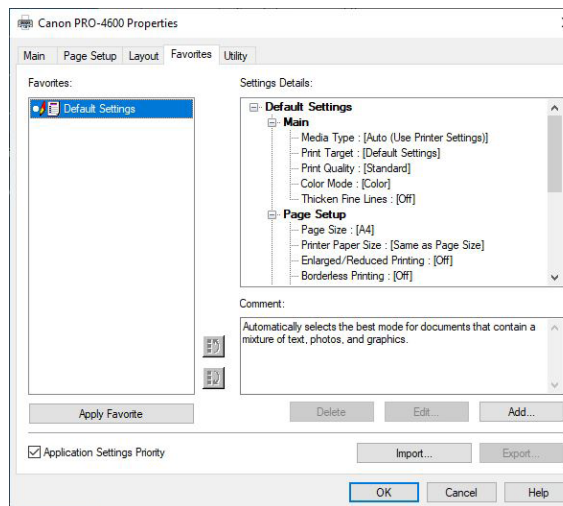 Canon PRO-4600 Properties
Main Page Setup Layout Favorites Utility
Favorites:
Default Settings
Apply Favorite
Settings Details:
Default Settings
Main
Media Type : [Auto (Use Printer Settings)]
Print Target : [Default Settings]
Print Quality : [Standard]
Color Mode : [Color]
Thicken Fine Lines : [Off]
Page Setup
Page Size : [A4]
Printer Paper Size : [Same as Page Size]
Enlarged/Reduced Printing : [Off]
Borderless Printing : [Off]
Comment:
Automatically selects the best mode for documents that contain a
mixture of text, photos, and graphics.
Delete Edit... Add...
Application Settings Priority
Import... Export...
OK Cancel Help